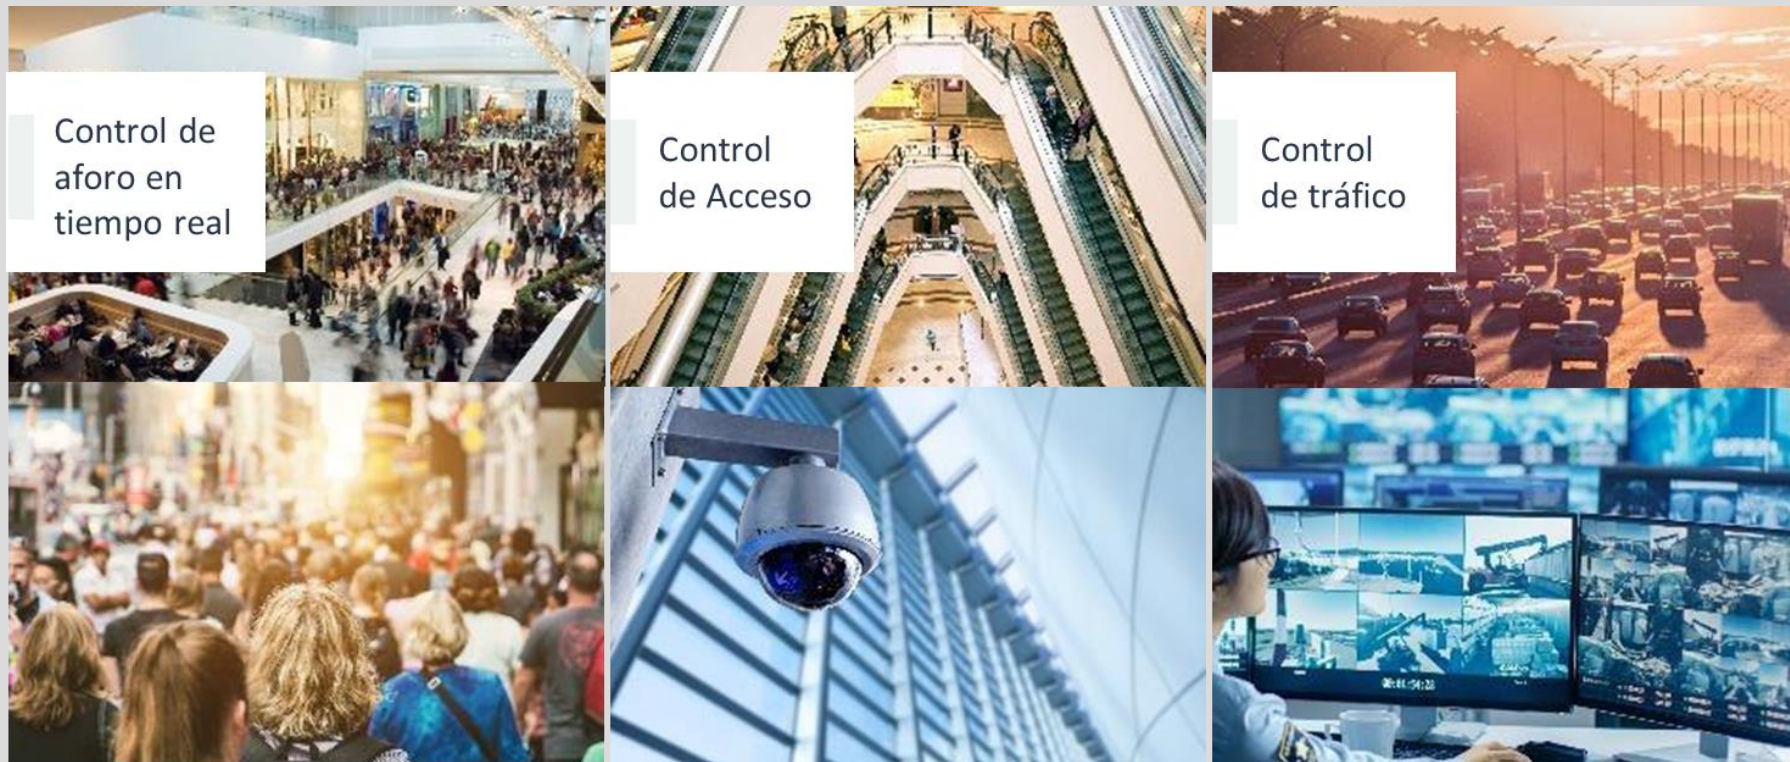 Control de
aforo en
tiempo real
Control
de Acceso
Control
de tráfico